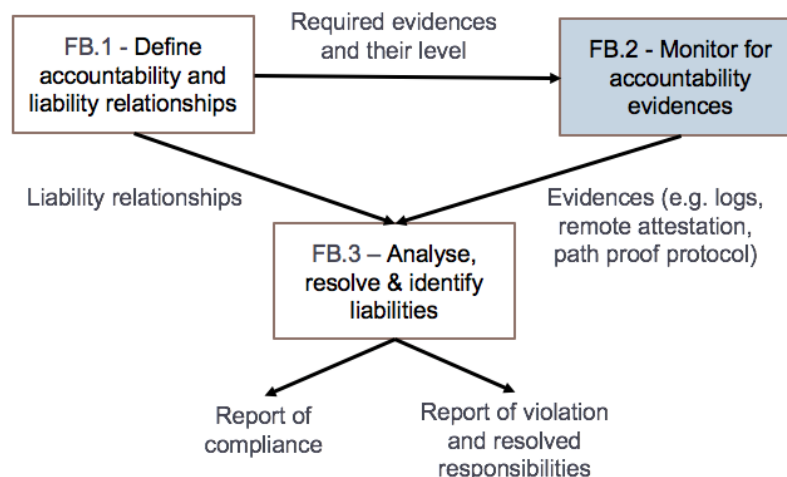 FB.1 - Define
accountability and
liability relationships
Required evidences
and their level
FB.2 - Monitor for
accountability
evidences
Liability relationships
Evidences (e.g. logs,
remote attestation,
path proof protocol)
FB.3 – Analyse,
resolve & identify
liabilities
Report of
compliance
Report of violation
and resolved
responsibilities